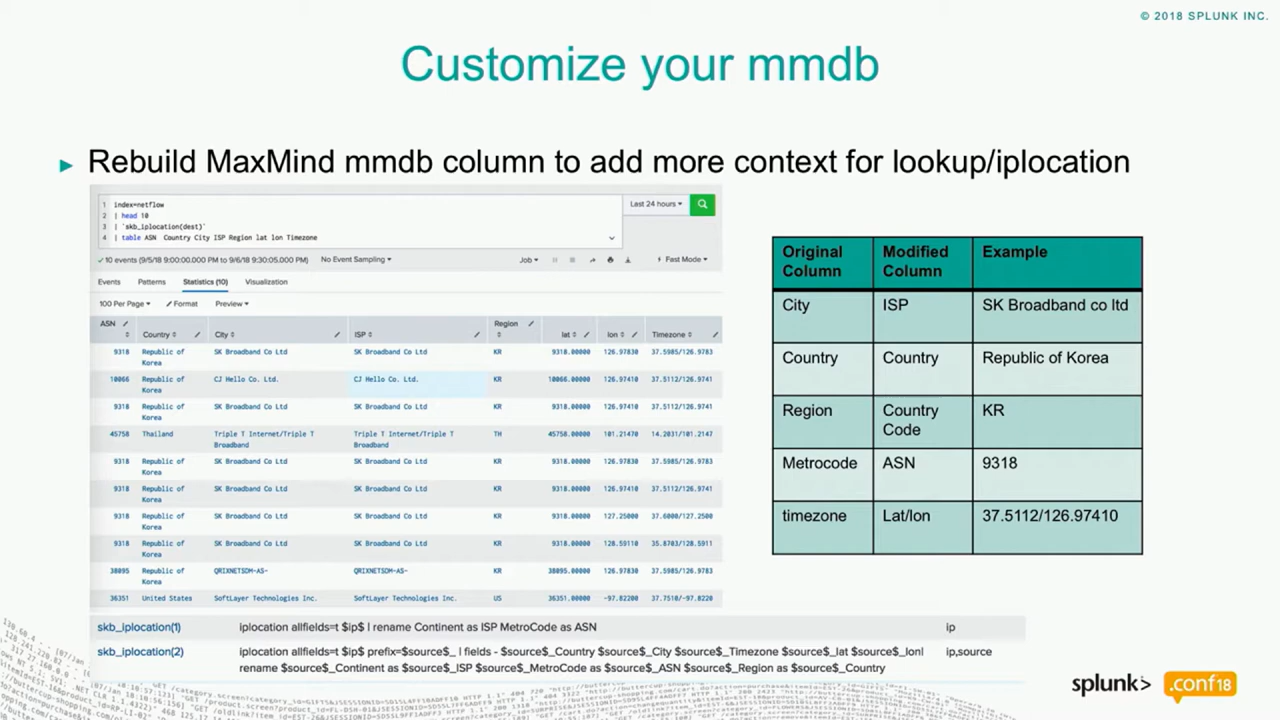 © 2018 SPLUNK INC.
Customize your mmdb
▶ Rebuild MaxMind mmdb column to add more context for lookup/iplocation
1 index=netflow
2 | head 10
3 | `skb_iplocation(dest)`
4 | table ASN Country City ISP Region lat lon Timezone
Last 24 hours
✓ 10 events (9/5/18 9:00:00.000 PM to 9/6/18 9:30:05.000 PM) No Event Sampling Job Fast Mode
Events Patterns Statistics (10) Visualization
100 Per Page Format Preview
ASN Country City ISP Region lat lon Timezone
9318 Republic of Korea SK Broadband Co Ltd SK Broadband Co Ltd KR 9318.00000 126.97830 37.5985/126.9783
10066 Republic of Korea CJ Hello Co. Ltd. CJ Hello Co. Ltd. KR 10066.00000 126.97410 37.5112/126.9741
9318 Republic of Korea SK Broadband Co Ltd SK Broadband Co Ltd KR 9318.00000 126.97410 37.5112/126.9741
45758 Thailand Triple T Internet/Triple T Broadband Triple T Internet/Triple T Broadband TH 45758.00000 101.21470 14.2031/101.2147
9318 Republic of Korea SK Broadband Co Ltd SK Broadband Co Ltd KR 9318.00000 126.97830 37.5985/126.9783
9318 Republic of Korea SK Broadband Co Ltd SK Broadband Co Ltd KR 9318.00000 126.97410 37.5112/126.9741
9318 Republic of Korea SK Broadband Co Ltd SK Broadband Co Ltd KR 9318.00000 127.25000 37.6000/127.2500
9318 Republic of Korea SK Broadband Co Ltd SK Broadband Co Ltd KR 9318.00000 128.59110 35.8703/128.5911
38095 Republic of Korea QRIXNETSDM-AS- QRIXNETSDM-AS- KR 38095.00000 126.97830 37.5985/126.9783
36351 United States SoftLayer Technologies Inc. SoftLayer Technologies Inc. US 36351.00000 -97.82200 37.7510/-97.8220
Original Column Modified Column Example
City ISP SK Broadband co ltd
Country Country Republic of Korea
Region Country Code KR
Metrocode ASN 9318
timezone Lat/lon 37.5112/126.97410
skb_iplocation(1) iplocation allfields=t $ip$ | rename Continent as ISP MetroCode as ASN ip
skb_iplocation(2) iplocation allfields=t $ip$ prefix=$source$_ | fields - $source$_Country $source$_City $source$_Timezone $source$_lat $source$_lon| ip,source
rename $source$_Continent as $source$_ISP $source$_MetroCode as $source$_ASN $source$_Region as $source$_Country
splunk> .conf18